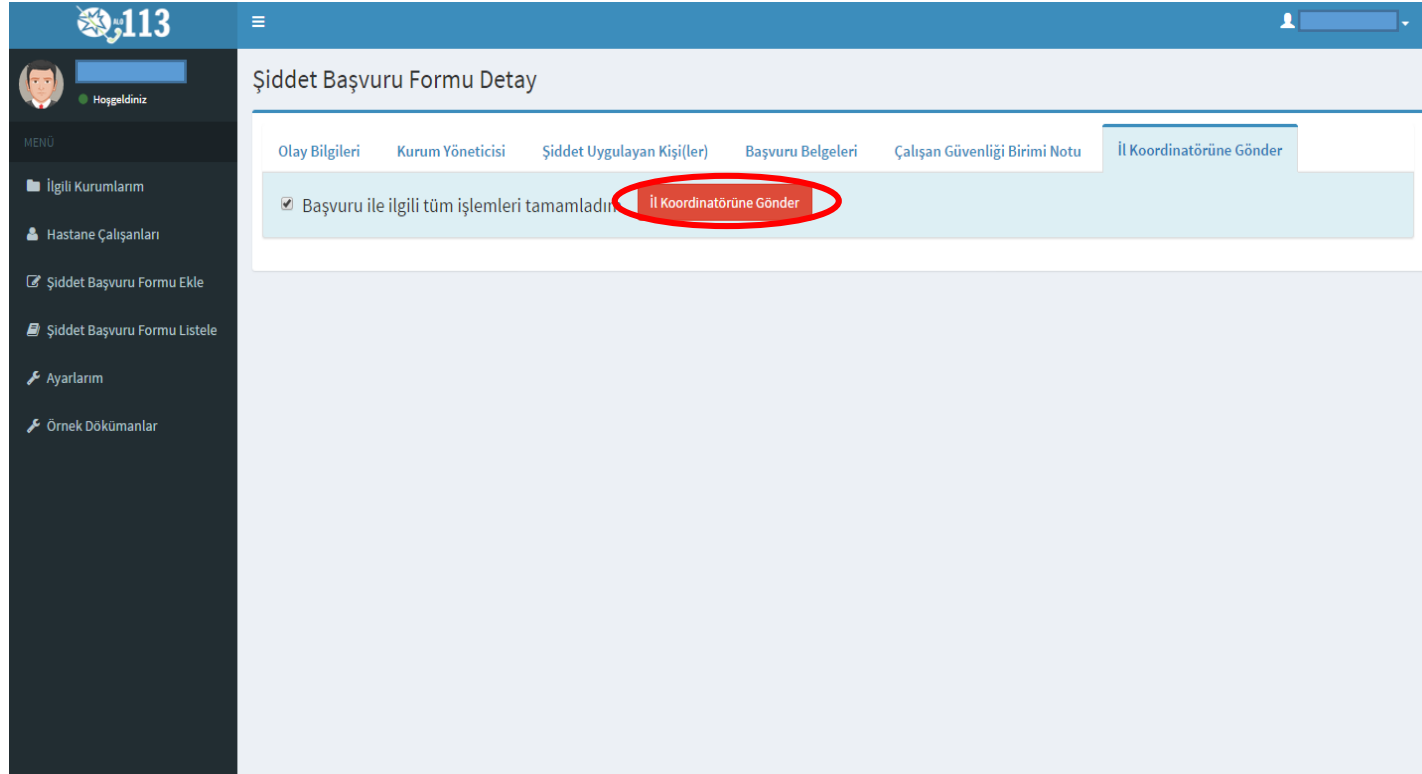 ALO 113
Hoşgeldiniz
MENÜ
İlgili Kurumlarım
Hastane Çalışanları
Şiddet Başvuru Formu Ekle
Şiddet Başvuru Formu Listele
Ayarlarım
Örnek Dökümanlar
Şiddet Başvuru Formu Detay
Olay Bilgileri Kurum Yöneticisi Şiddet Uygulayan Kişi(ler) Başvuru Belgeleri Çalışan Güvenliği Birimi Notu İl Koordinatörüne Gönder
Başvuru ile ilgili tüm işlemleri tamamladım İl Koordinatörüne Gönder